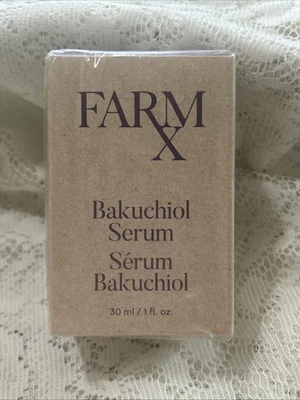 FARM
X
Bakuchiol
Serum
Sérum
Bakuchiol
30 ml / 1 fl. oz.